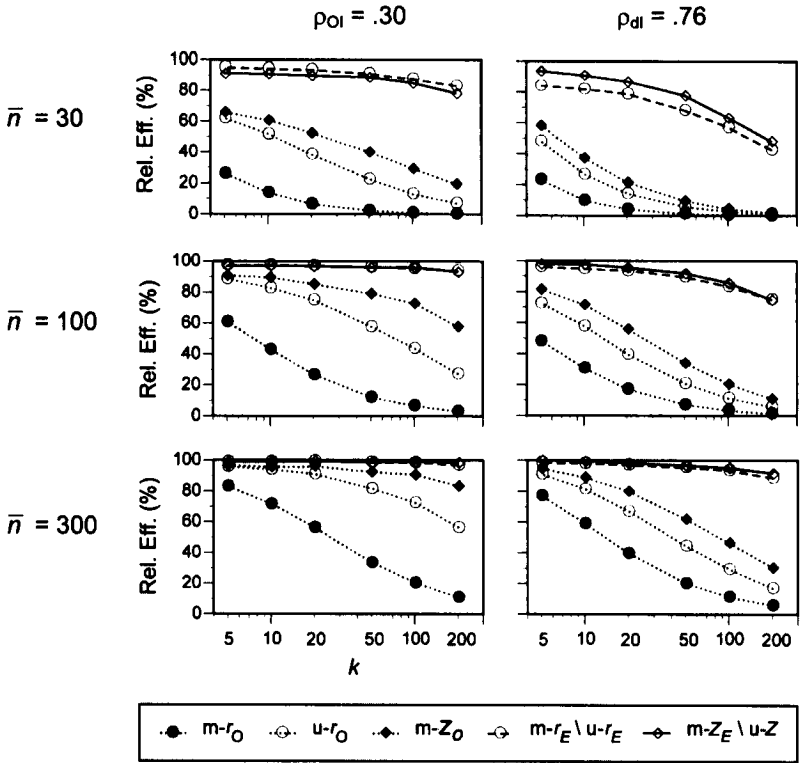 ρOI = .30 ρdI = .76
n̄ = 30
Rel. Eff. (%)
100
80
60
40
20
0
n̄ = 100
Rel. Eff. (%)
100
80
60
40
20
0
n̄ = 300
Rel. Eff. (%)
100
80
60
40
20
0
5 10 20 50 100 200
5 10 20 50 100 200
k
m-rO u-rO m-ZO m-rE \ u-rE m-ZE \ u-Z